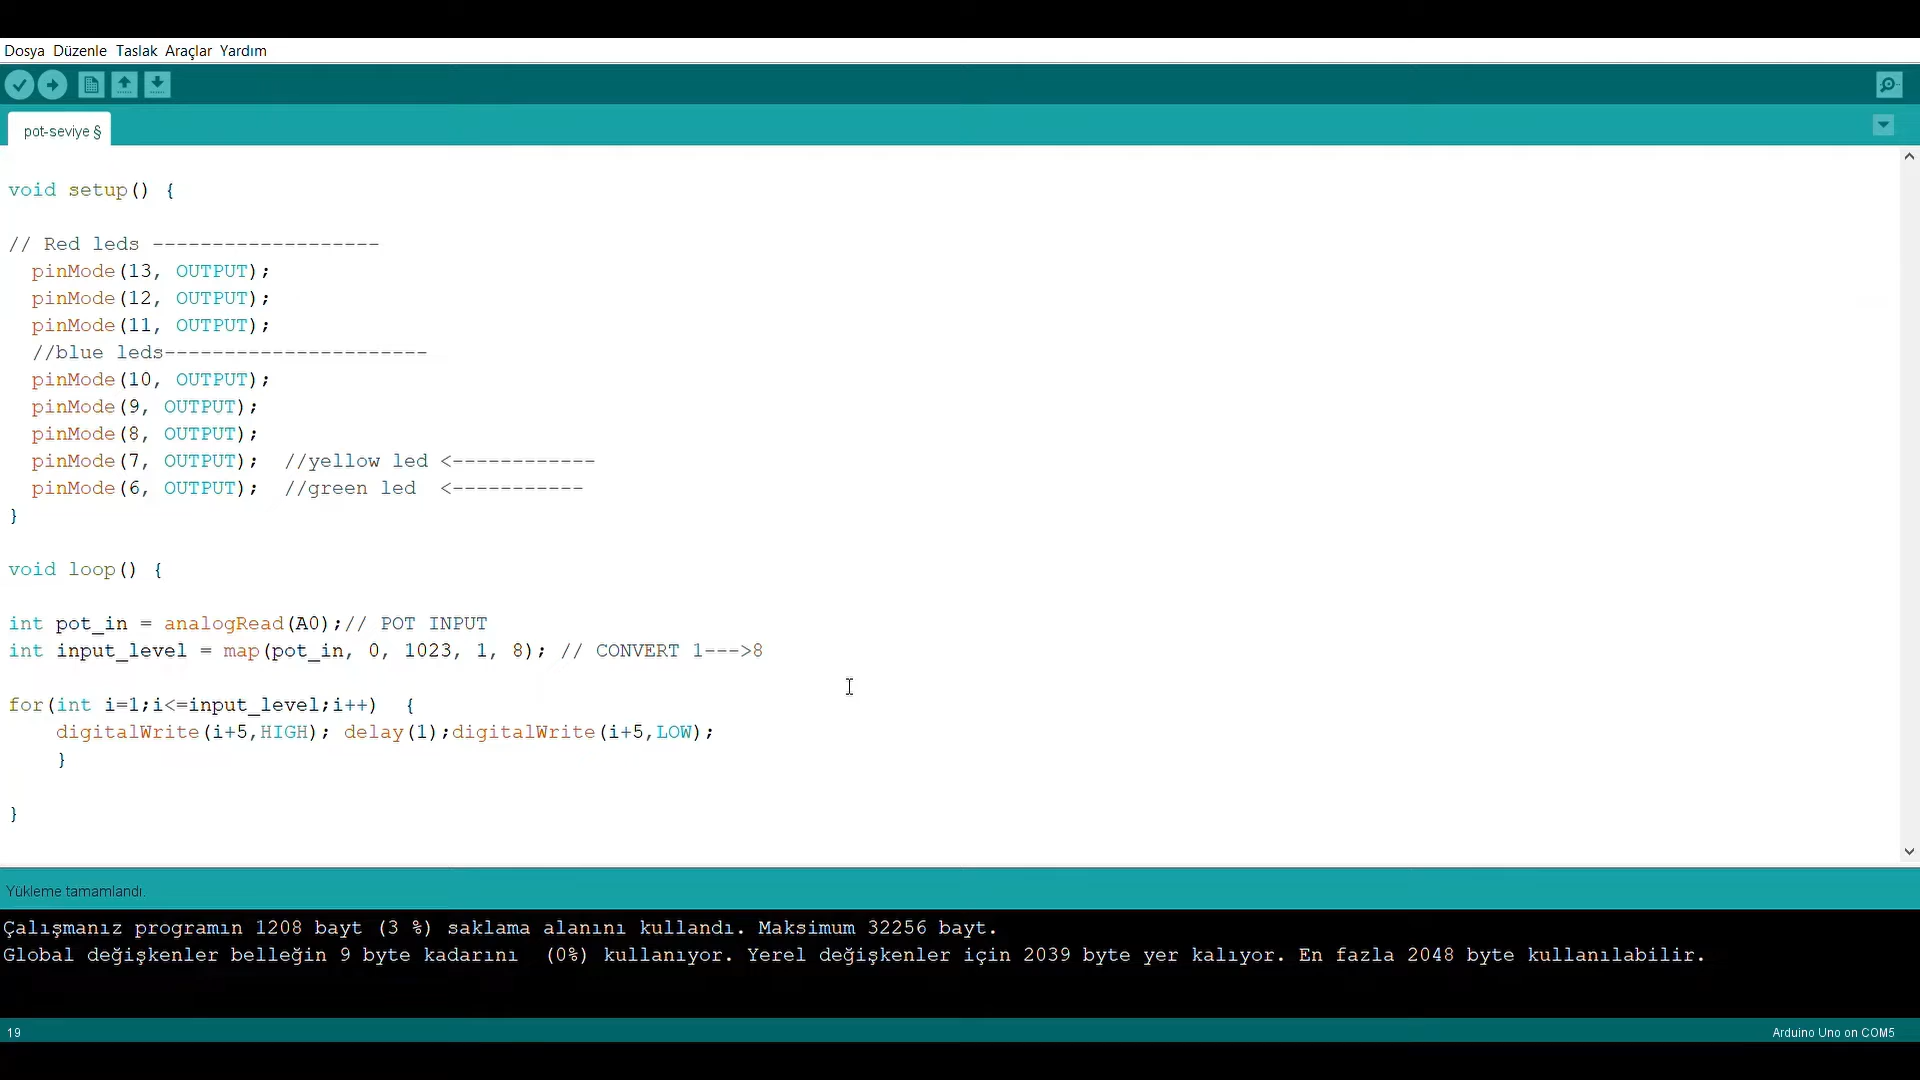 Dosya Düzenle Taslak Araçlar Yardım
pot-seviye §
void setup() {
// Red leds -------------------
pinMode(13, OUTPUT);
pinMode(12, OUTPUT);
pinMode(11, OUTPUT);
//blue leds----------------------
pinMode(10, OUTPUT);
pinMode(9, OUTPUT);
pinMode(8, OUTPUT);
pinMode(7, OUTPUT);  //yellow led <------------
pinMode(6, OUTPUT);  //green led  <-----------
}
void loop() {
int pot_in = analogRead(A0);// POT INPUT
int input_level = map(pot_in, 0, 1023, 1, 8); // CONVERT 1--->8
for(int i=1;i<=input_level;i++)  {
digitalWrite(i+5,HIGH); delay(1);digitalWrite(i+5,LOW);
}
}
Yükleme tamamlandı.
Çalışmanız programın 1208 bayt (3 %) saklama alanını kullandı. Maksimum 32256 bayt.
Global değişkenler belleğin 9 byte kadarını  (0%) kullanıyor. Yerel değişkenler için 2039 byte yer kalıyor. En fazla 2048 byte kullanılabilir.
19
Arduino Uno on COM5